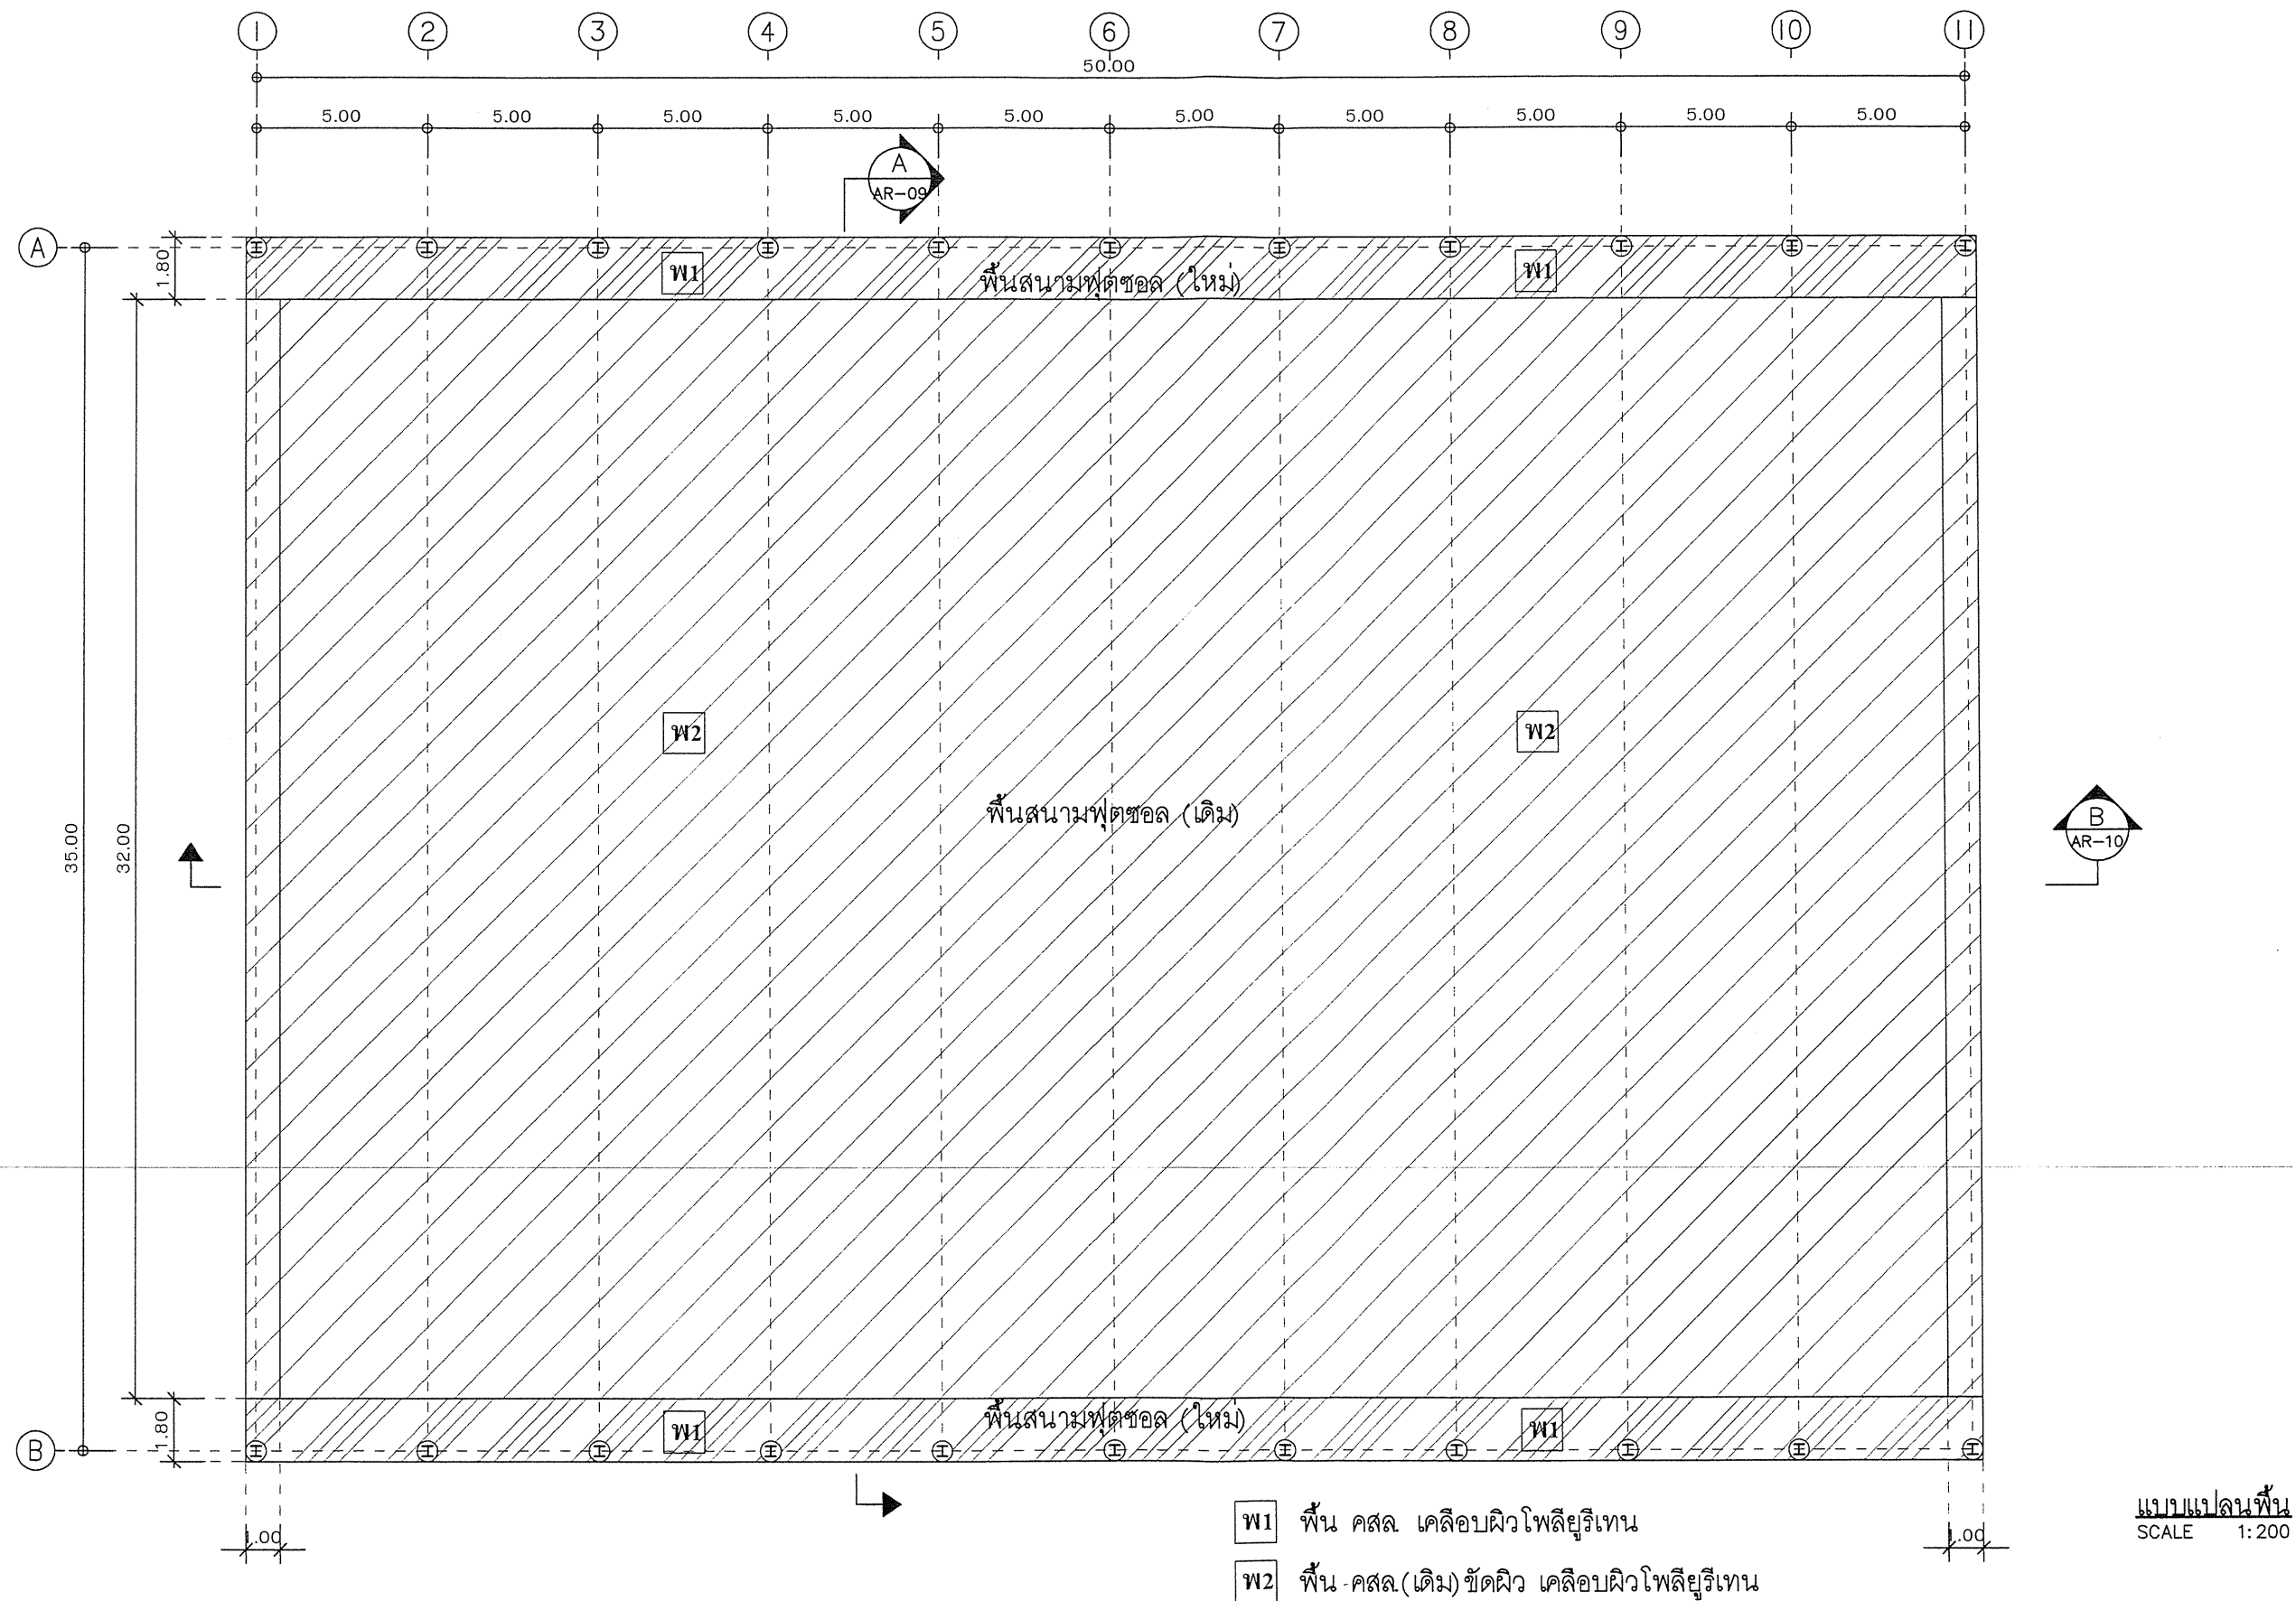 1 2 3 4 5 6 7 8 9 10 11
50.00
5.00 5.00 5.00 5.00 5.00 5.00 5.00 5.00 5.00 5.00
A
AR-09
A
1.80
พ1 พ1
พื้นสนามฟุตซอล (ใหม่)
พ2 พ2
พื้นสนามฟุตซอล (เดิม)
35.00
32.00
B
AR-10
1.80
พื้นสนามฟุตซอล (ใหม่)
พ1 พ1
B
1.00
1.00
พ1 พื้น คสล. เคลือบผิวโพลียูรีเทน
พ2 พื้น คสล.(เดิม) ขัดผิว เคลือบผิวโพลียูรีเทน
แบบแปลนพื้น
SCALE 1:200